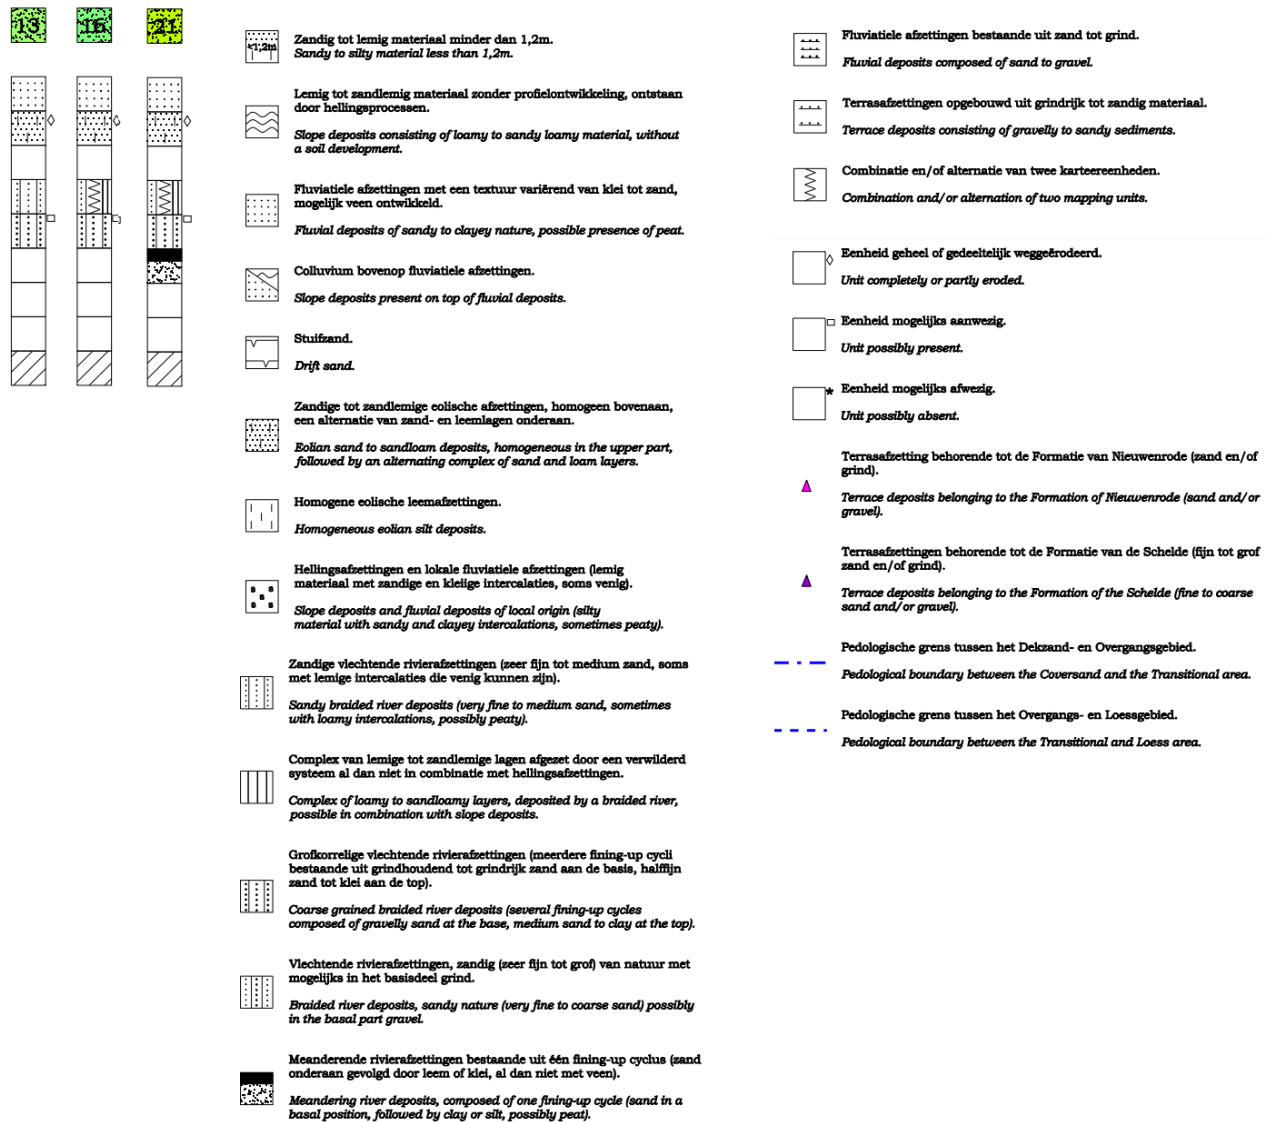 13 16 21
<1,2m
Zandig tot lemig materiaal minder dan 1,2m.
Sandy to silty material less than 1,2m.
Lemig tot zandlemig materiaal zonder profielontwikkeling, ontstaan
door hellingsprocessen.
Slope deposits consisting of loamy to sandy loamy material, without
a soil development.
Fluviatiele afzettingen met een textuur variërend van klei tot zand,
mogelijk veen ontwikkeld.
Fluvial deposits of sandy to clayey nature, possible presence of peat.
Colluvium bovenop fluviatiele afzettingen.
Slope deposits present on top of fluvial deposits.
Stuifzand.
Drift sand.
Zandige tot zandlemige eolische afzettingen, homogeen bovenaan,
een alternatie van zand- en leemlagen onderaan.
Eolian sand to sandloam deposits, homogeneous in the upper part,
followed by an alternating complex of sand and loam layers.
Homogene eolische leemafzettingen.
Homogeneous eolian silt deposits.
Hellingsafzettingen en lokale fluviatiele afzettingen (lemig
materiaal met zandige en kleiige intercalaties, soms venig).
Slope deposits and fluvial deposits of local origin (silty
material with sandy and clayey intercalations, sometimes peaty).
Zandige vlechtende rivierafzettingen (zeer fijn tot medium zand, soms
met lemige intercalaties die venig kunnen zijn).
Sandy braided river deposits (very fine to medium sand, sometimes
with loamy intercalations, possibly peaty).
Complex van lemige tot zandlemige lagen afgezet door een verwilderd
systeem al dan niet in combinatie met hellingsafzettingen.
Complex of loamy to sandloamy layers, deposited by a braided river,
possible in combination with slope deposits.
Grofkorrelige vlechtende rivierafzettingen (meerdere fining-up cycli
bestaande uit grindhoudend tot grindrijk zand aan de basis, halffijn
zand tot klei aan de top).
Coarse grained braided river deposits (several fining-up cycles
composed of gravelly sand at the base, medium sand to clay at the top).
Vlechtende rivierafzettingen, zandig (zeer fijn tot grof) van natuur met
mogelijks in het basisdeel grind.
Braided river deposits, sandy nature (very fine to coarse sand) possibly
in the basal part gravel.
Meanderende rivierafzettingen bestaande uit één fining-up cyclus (zand
onderaan gevolgd door leem of klei, al dan niet met veen).
Meandering river deposits, composed of one fining-up cycle (sand in a
basal position, followed by clay or silt, possibly peat).
Fluviatiele afzettingen bestaande uit zand tot grind.
Fluvial deposits composed of sand to gravel.
Terrasafzettingen opgebouwd uit grindrijk tot zandig materiaal.
Terrace deposits consisting of gravelly to sandy sediments.
Combinatie en/of alternatie van twee karteereenheden.
Combination and/or alternation of two mapping units.
Eenheid geheel of gedeeltelijk weggeërodeerd.
Unit completely or partly eroded.
Eenheid mogelijks aanwezig.
Unit possibly present.
Eenheid mogelijks afwezig.
Unit possibly absent.
Terrasafzetting behorende tot de Formatie van Nieuwenrode (zand en/of
grind).
Terrace deposits belonging to the Formation of Nieuwenrode (sand and/or
gravel).
Terrasafzettingen behorende tot de Formatie van de Schelde (fijn tot grof
zand en/of grind).
Terrace deposits belonging to the Formation of the Schelde (fine to coarse
sand and/or gravel).
Pedologische grens tussen het Dekzand- en Overgangsgebied.
Pedological boundary between the Coversand and the Transitional area.
Pedologische grens tussen het Overgangs- en Loessgebied.
Pedological boundary between the Transitional and Loess area.